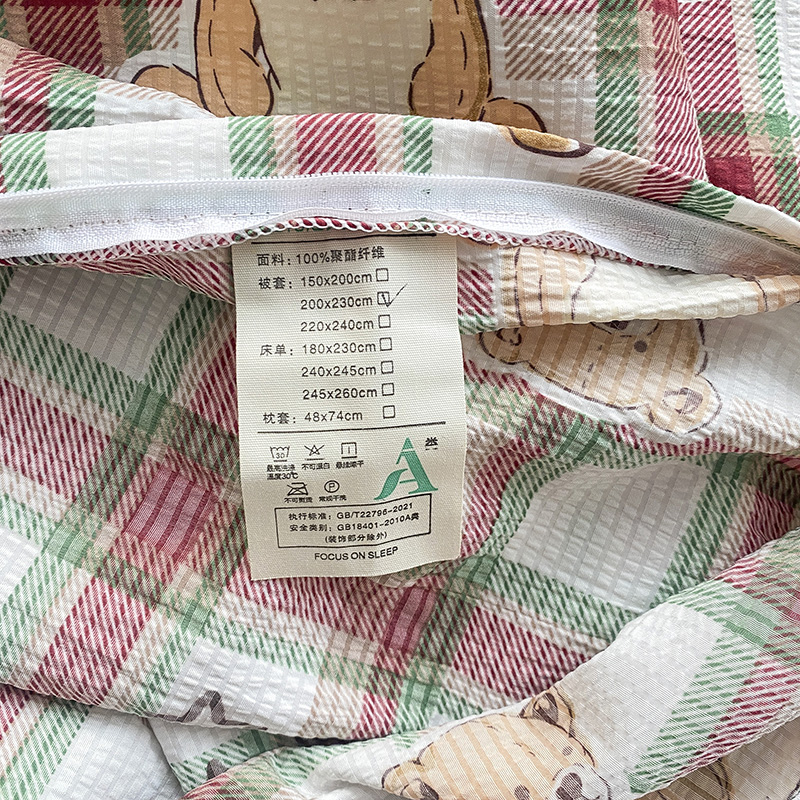 面料：100%聚酯纤维
被套：150x200cm
200x230cm
220x240cm
床单：180x230cm
240x245cm
245x260cm
枕套：48x74cm
A类
30
最高洗涤温度30℃
不可漂白
悬挂晾干
不可熨烫
P
常规干洗
执行标准：GB/T22796-2021
安全类别：GB18401-2010A类
(装饰部分除外)
FOCUS ON SLEEP